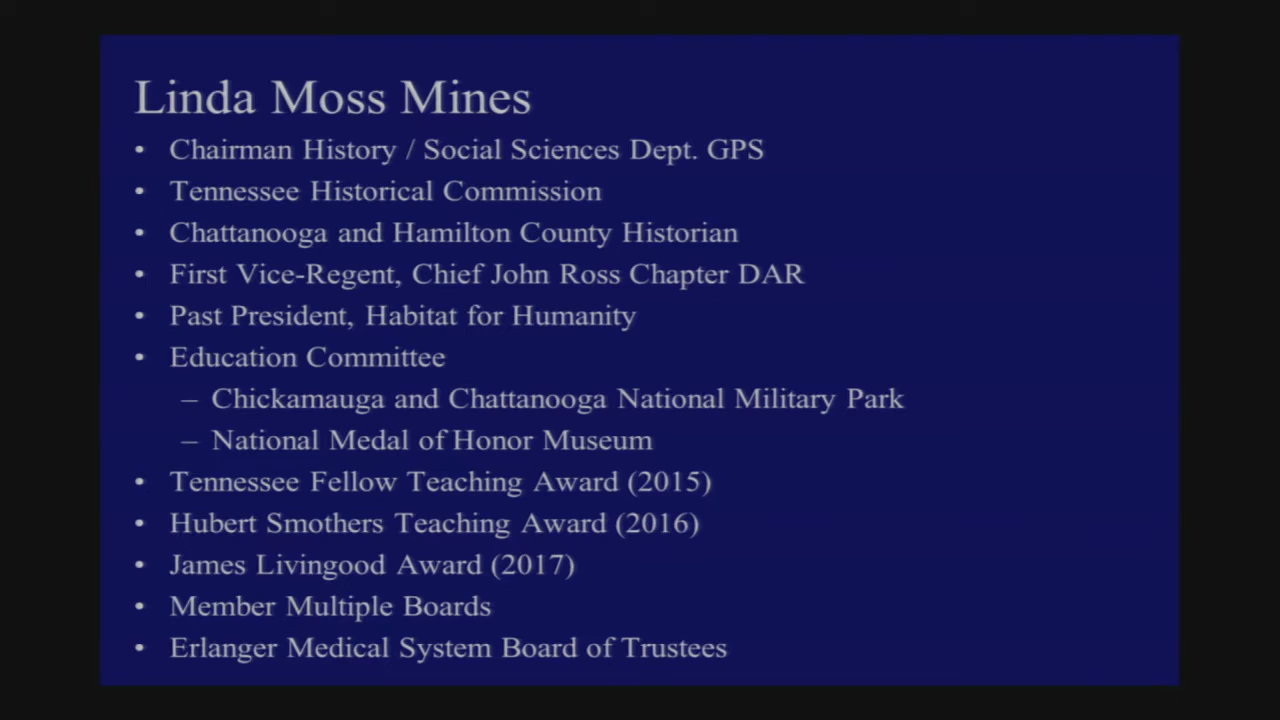 Linda Moss Mines
• Chairman History / Social Sciences Dept. GPS
• Tennessee Historical Commission
• Chattanooga and Hamilton County Historian
• First Vice-Regent, Chief John Ross Chapter DAR
• Past President, Habitat for Humanity
• Education Committee
– Chickamauga and Chattanooga National Military Park
– National Medal of Honor Museum
• Tennessee Fellow Teaching Award (2015)
• Hubert Smothers Teaching Award (2016)
• James Livingood Award (2017)
• Member Multiple Boards
• Erlanger Medical System Board of Trustees